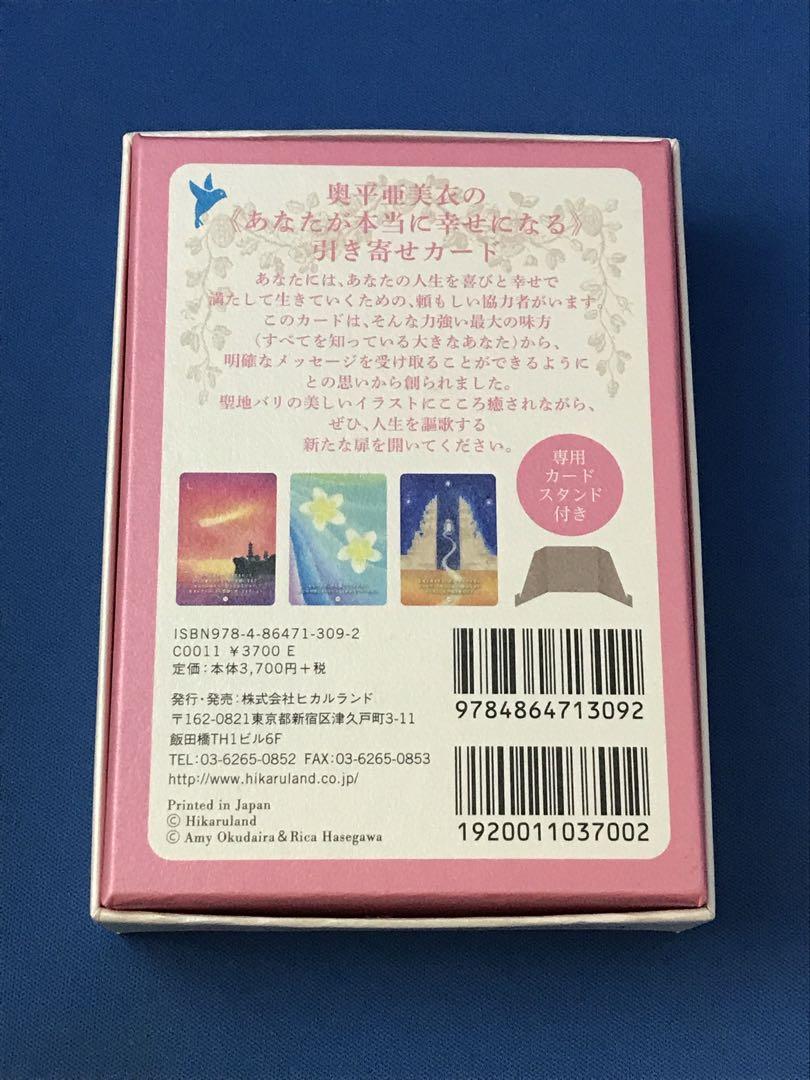 奥平亜美衣の
《あなたが本当に幸せになる》
引き寄せカード
あなたには、あなたの人生を喜びと幸せで
満たして生きていくための、頼もしい協力者がいます。
このカードは、そんな力強い最大の味方
(すべてを知っている大きなあなた)から、
明確なメッセージを受け取ることができるように
との思いから創られました。
聖地バリの美しいイラストにこころ癒されながら、
ぜひ、人生を謳歌する
新たな扉を開いてください。
専用
カード
スタンド
付き
ISBN978-4-86471-309-2
C0011 ¥3700 E
定価:本体3,700円+税
発行・発売:株式会社ヒカルランド
〒162-0821東京都新宿区津久戸町3-11
飯田橋TH1ビル6F
TEL:03-6265-0852 FAX:03-6265-0853
http://www.hikaruland.co.jp/
Printed in Japan
© Hikaruland
© Amy Okudaira & Rica Hasegawa
9784864713092
1920011037002